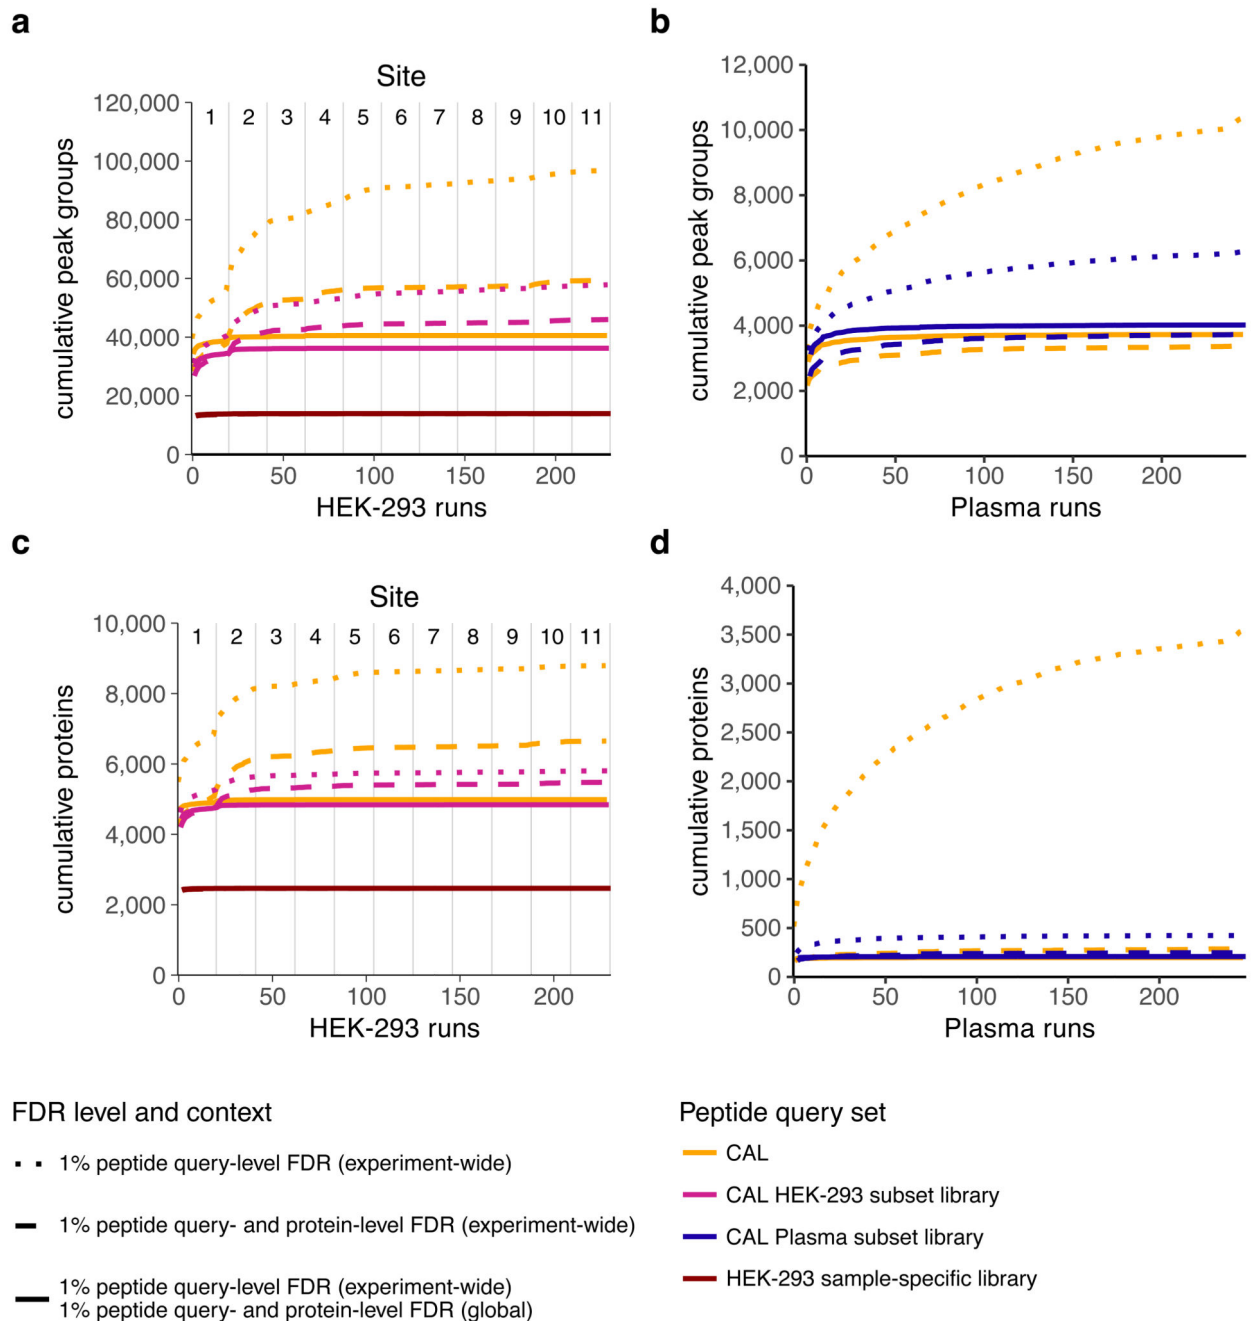 a
Site
1 2 3 4 5 6 7 8 9 10 11
120,000
100,000
80,000
60,000
40,000
20,000
0
cumulative peak groups
0 50 100 150 200
HEK-293 runs
b
12,000
10,000
8,000
6,000
4,000
2,000
0
cumulative peak groups
0 50 100 150 200
Plasma runs
c
Site
1 2 3 4 5 6 7 8 9 10 11
10,000
8,000
6,000
4,000
2,000
0
cumulative proteins
0 50 100 150 200
HEK-293 runs
d
4,000
3,500
3,000
2,500
2,000
1,500
1,000
500
0
cumulative proteins
0 50 100 150 200
Plasma runs
FDR level and context
1% peptide query-level FDR (experiment-wide)
1% peptide query- and protein-level FDR (experiment-wide)
1% peptide query-level FDR (experiment-wide)
1% peptide query- and protein-level FDR (global)
Peptide query set
CAL
CAL HEK-293 subset library
CAL Plasma subset library
HEK-293 sample-specific library